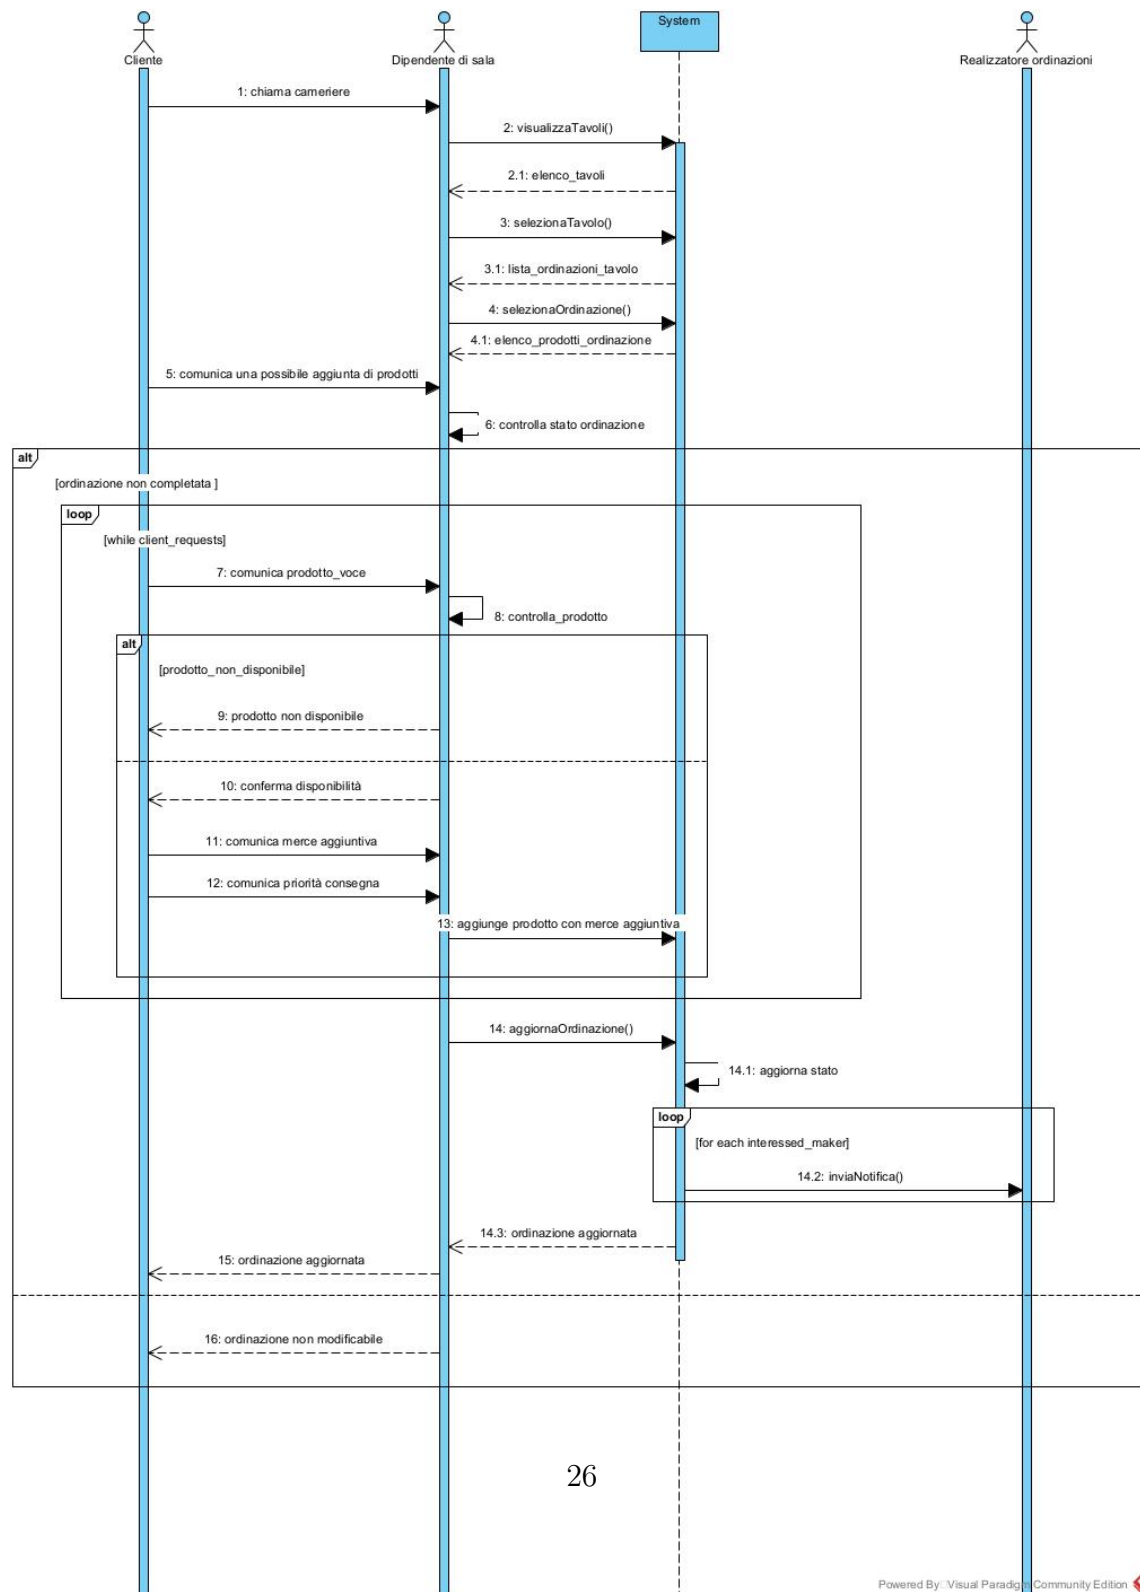 System
Cliente
Dipendente di sala
Realizzatore ordinazioni
1: chiama cameriere
2: visualizzaTavoli()
2.1: elenco_tavoli
3: selezionaTavolo()
3.1: lista_ordinazioni_tavolo
4: selezionaOrdinazione()
4.1: elenco_prodotti_ordinazione
5: comunica una possibile aggiunta di prodotti
6: controlla stato ordinazione
alt
[ordinazione non completata ]
loop
[while client_requests]
7: comunica prodotto_voce
8: controlla_prodotto
alt
[prodotto_non_disponibile]
9: prodotto non disponibile
10: conferma disponibilità
11: comunica merce aggiuntiva
12: comunica priorità consegna
13: aggiunge prodotto con merce aggiuntiva
14: aggiornaOrdinazione()
14.1: aggiorna stato
loop
[for each interessed_maker]
14.2: inviaNotifica()
14.3: ordinazione aggiornata
15: ordinazione aggiornata
16: ordinazione non modificabile
26
Powered By Visual Paradigm Community Edition